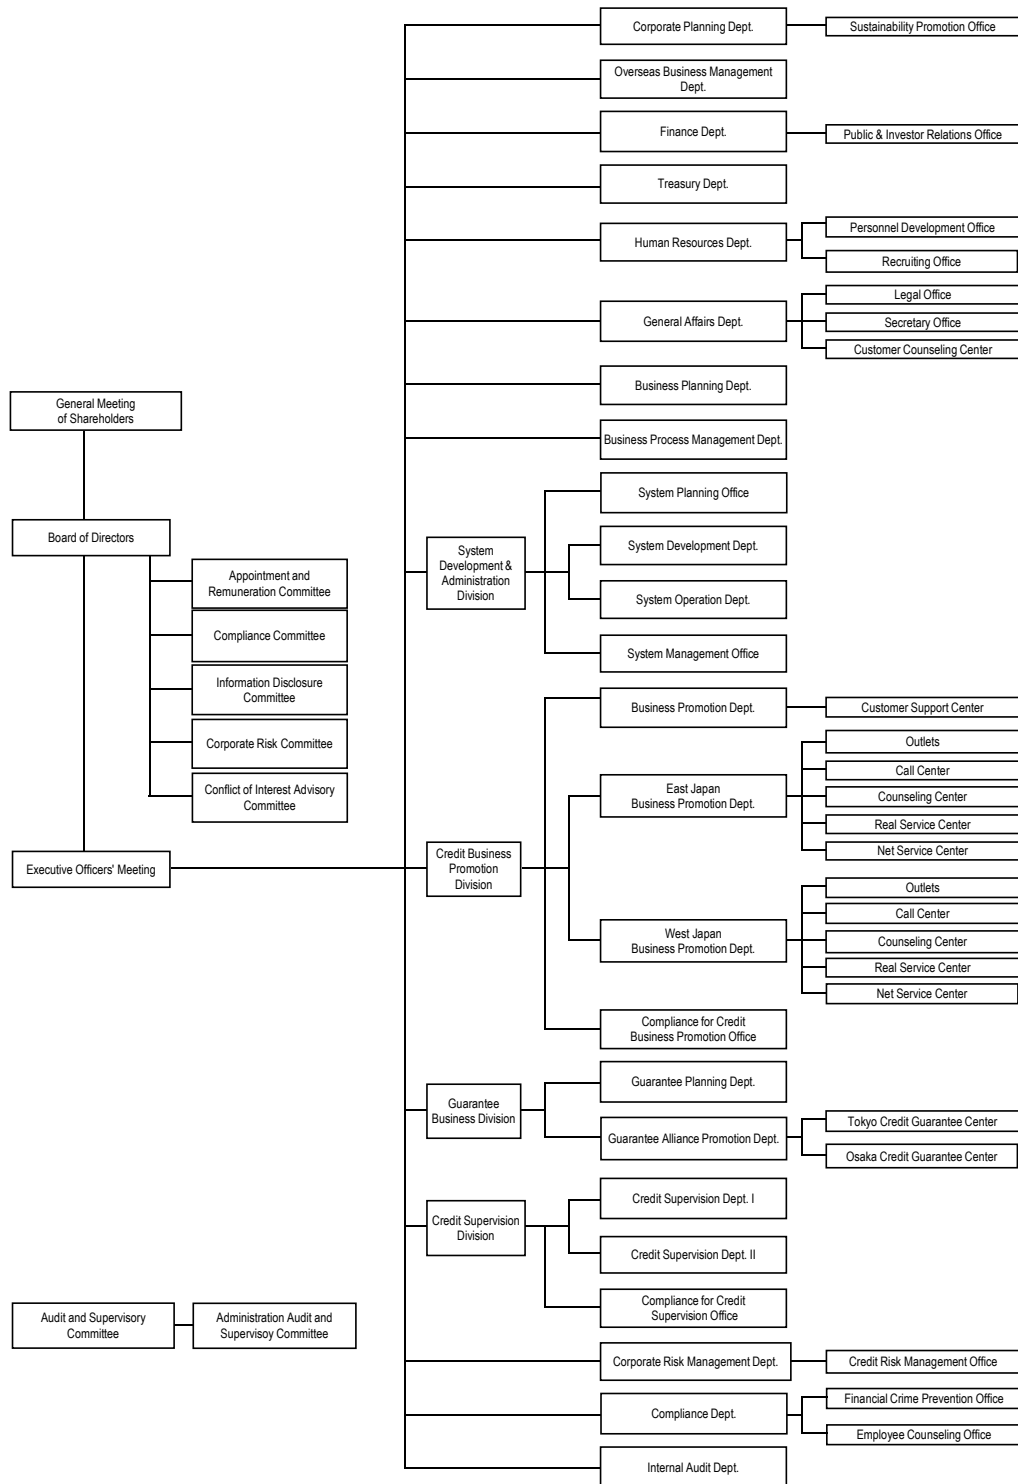 Corporate Planning Dept.
Sustainability Promotion Office
Overseas Business Management
Dept.
Finance Dept.
Public & Investor Relations Office
Treasury Dept.
Human Resources Dept.
Personnel Development Office
Recruiting Office
General Affairs Dept.
Legal Office
Secretary Office
Customer Counseling Center
Business Planning Dept.
Business Process Management Dept.
General Meeting
of Shareholders
Board of Directors
Appointment and
Remuneration Committee
Compliance Committee
Information Disclosure
Committee
Corporate Risk Committee
Conflict of Interest Advisory
Committee
Executive Officers' Meeting
System
Development &
Administration
Division
System Planning Office
System Development Dept.
System Operation Dept.
System Management Office
Credit Business
Promotion
Division
Business Promotion Dept.
Customer Support Center
East Japan
Business Promotion Dept.
Outlets
Call Center
Counseling Center
Real Service Center
Net Service Center
West Japan
Business Promotion Dept.
Outlets
Call Center
Counseling Center
Real Service Center
Net Service Center
Compliance for Credit
Business Promotion Office
Guarantee
Business Division
Guarantee Planning Dept.
Guarantee Alliance Promotion Dept.
Tokyo Credit Guarantee Center
Osaka Credit Guarantee Center
Credit Supervision
Division
Credit Supervision Dept. I
Credit Supervision Dept. II
Compliance for Credit
Supervision Office
Audit and Supervisory
Committee
Administration Audit and
Supervisoy Committee
Corporate Risk Management Dept.
Credit Risk Management Office
Compliance Dept.
Financial Crime Prevention Office
Employee Counseling Office
Internal Audit Dept.